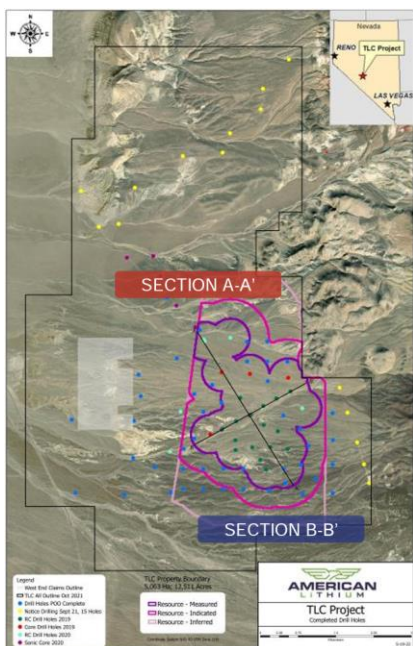 N
W
E
S
Nevada
RENO
TLC Project
LAS VEGAS
SECTION A-A'
SECTION B-B'
Legend
West End Claims Outline
TLC All Outline Oct 2021
Drill Holes POO Complete
Notice Drilling Sept 21, 15 Holes
RC Drill Holes 2019
Core Drill Holes 2019
RC Drill Holes 2020
Sonic Core 2020
TLC Property Boundary
Resource - Measured
Resource - Indicated
Resource - Inferred
AMERICAN
LITHIUM
TLC Project
Completed Drill Holes